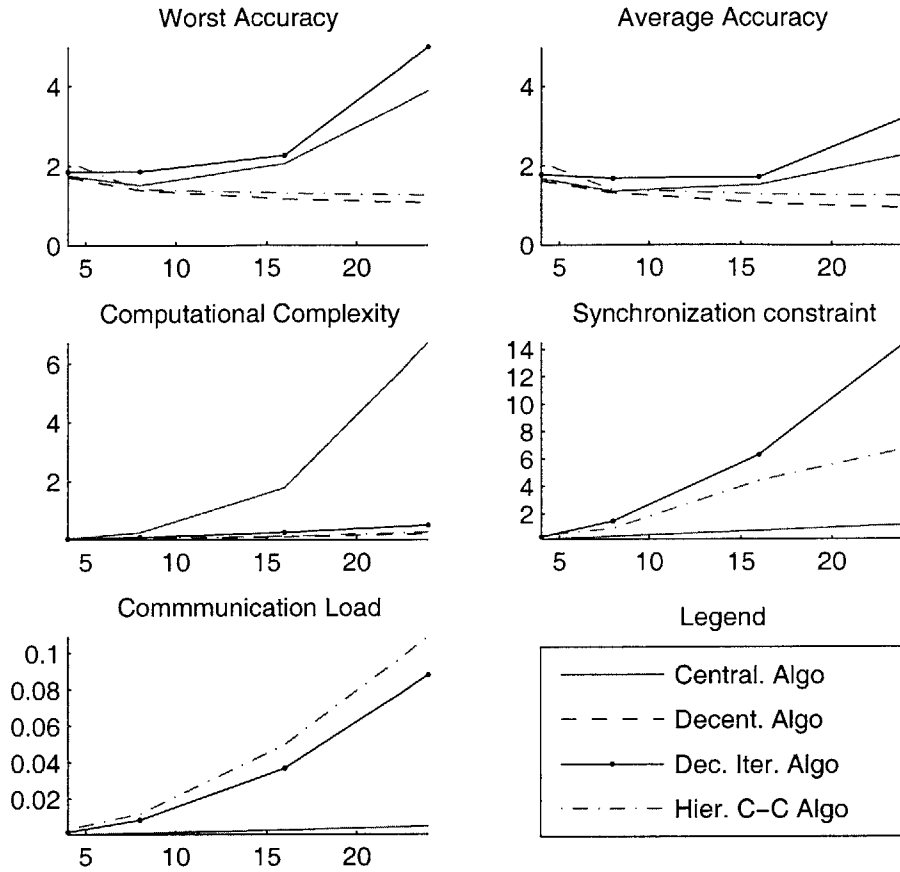 Worst Accuracy
4
2
0
5 10 15 20
Average Accuracy
4
2
0
5 10 15 20
Computational Complexity
6
4
2
5 10 15 20
Synchronization constraint
14
12
10
8
6
4
2
5 10 15 20
Commmunication Load
0.1
0.08
0.06
0.04
0.02
5 10 15 20
Legend
Central. Algo
Decent. Algo
Dec. Iter. Algo
Hier. C-C Algo